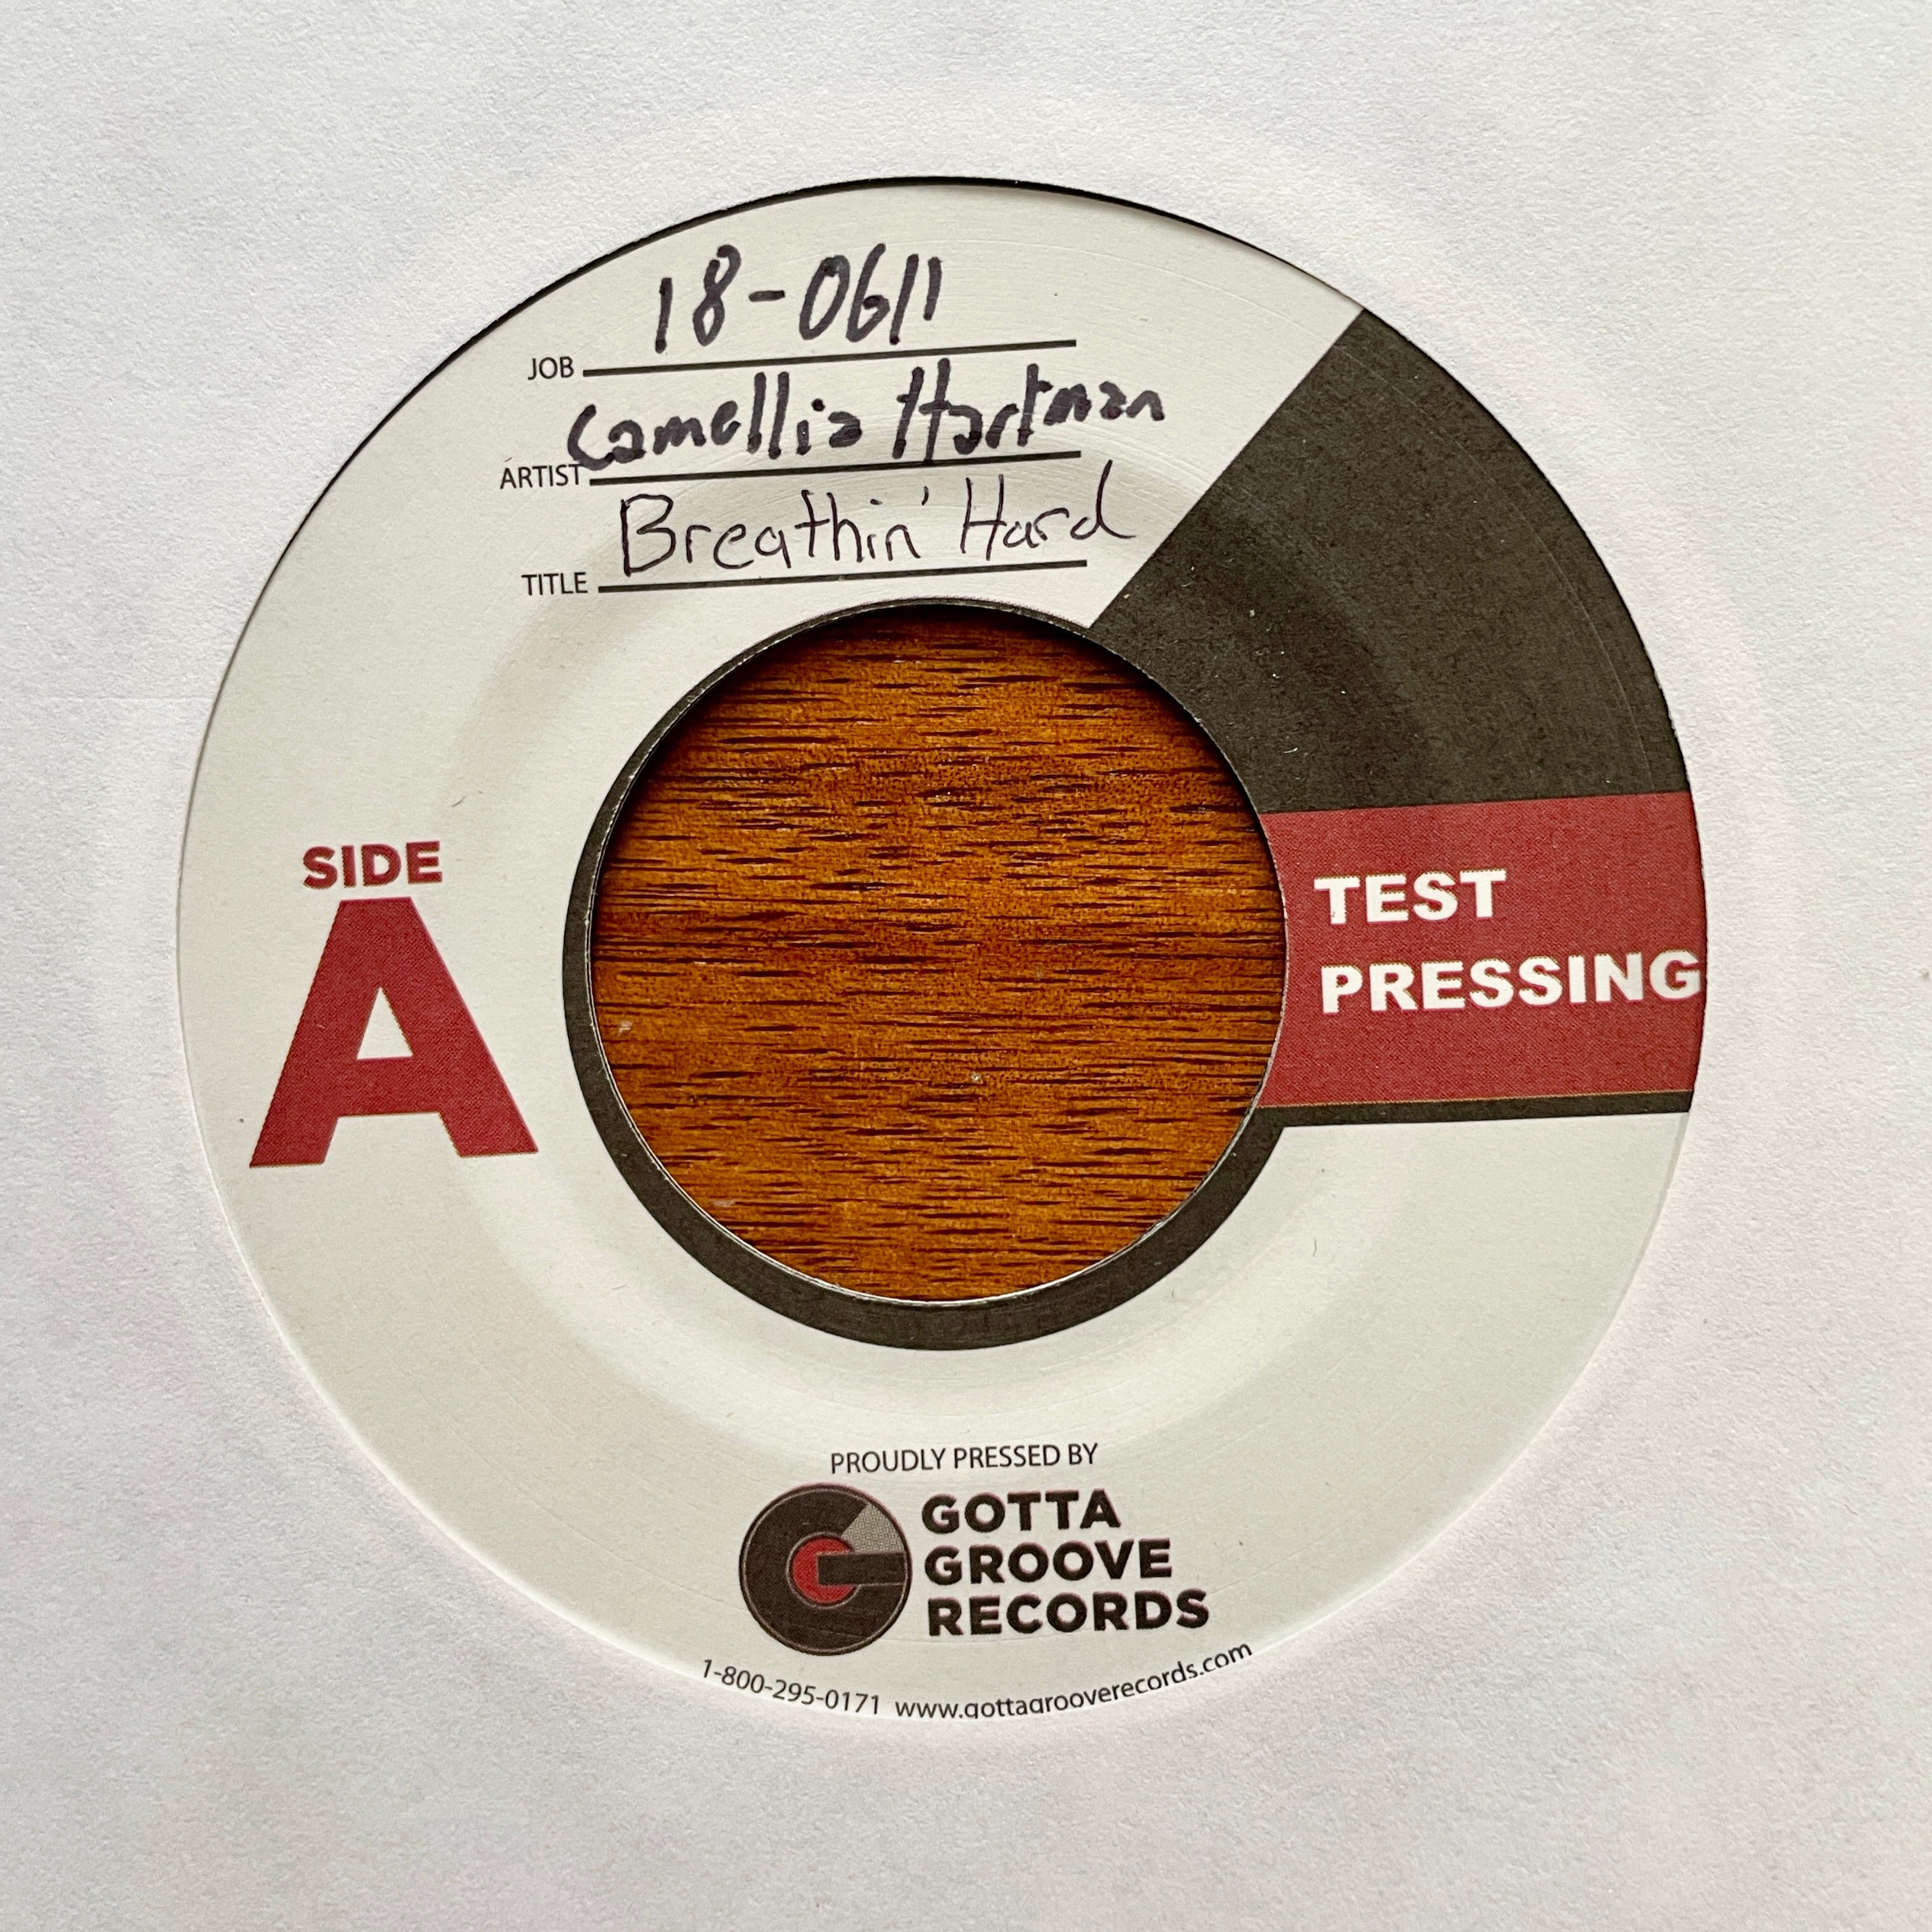 JOB 18-0611
ARTIST Camellia Hartman
TITLE Breathin' Hard
SIDE
A
TEST
PRESSING
PROUDLY PRESSED BY
GOTTA
GROOVE
RECORDS
1-800-295-0171 www.gottagrooverecords.com